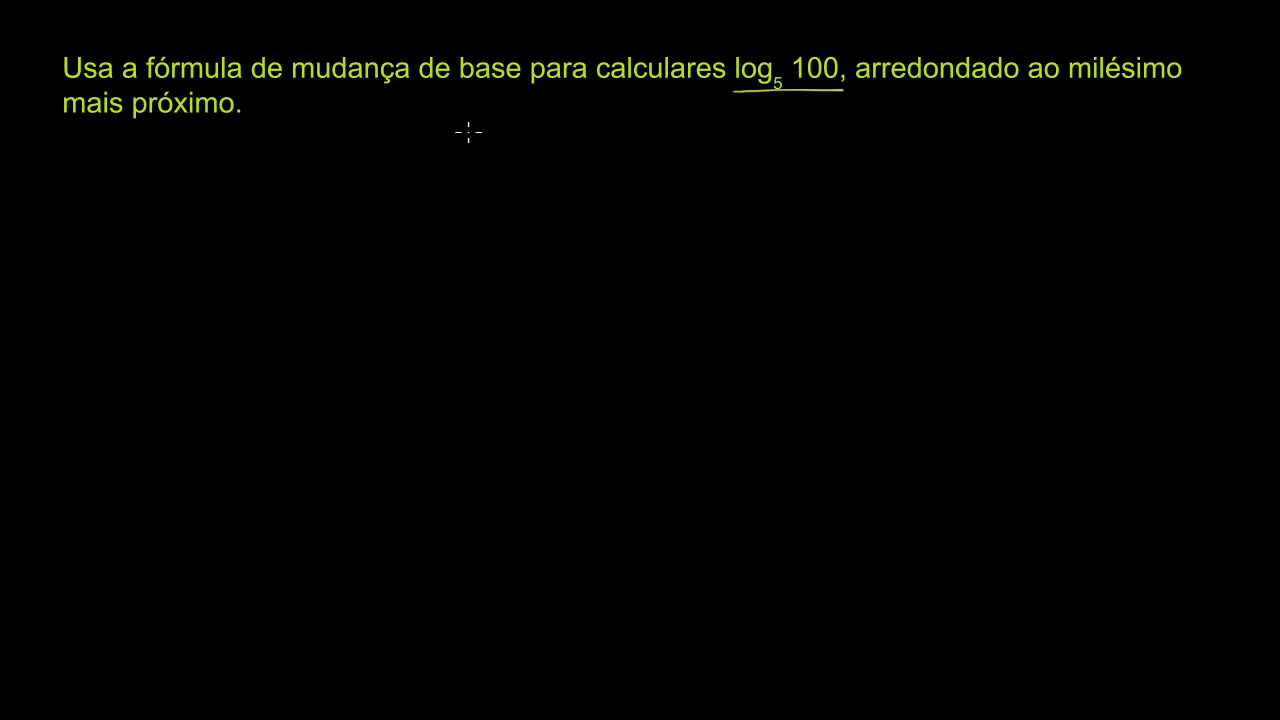 Usa a fórmula de mudança de base para calculares log₅ 100, arredondado ao milésimo
mais próximo.